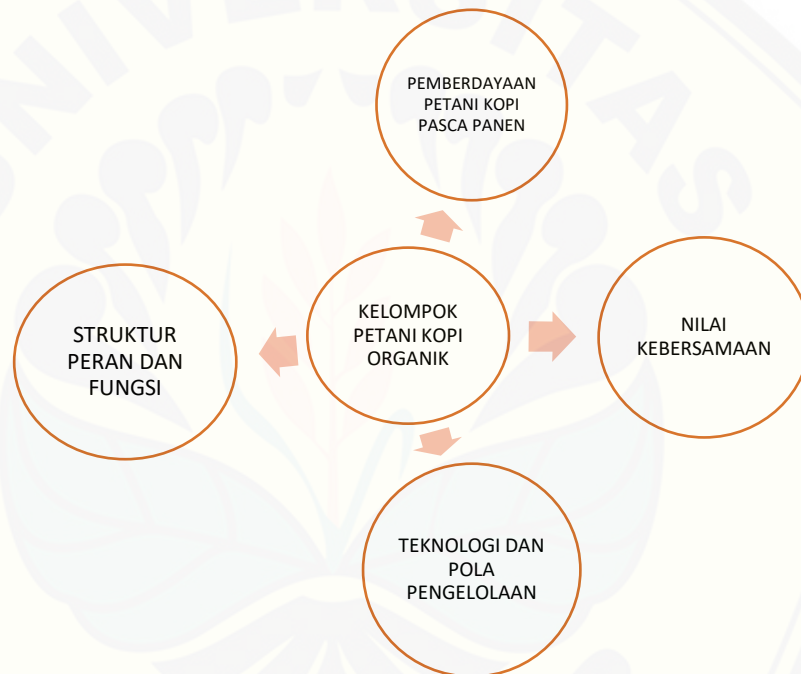 UNIVERSITAS
PEMBERDAYAAN
PETANI KOPI
PASCA PANEN
STRUKTUR
PERAN DAN
FUNGSI
KELOMPOK
PETANI KOPI
ORGANIK
NILAI
KEBERSAMAAN
TEKNOLOGI DAN
POLA
PENGELOLAAN